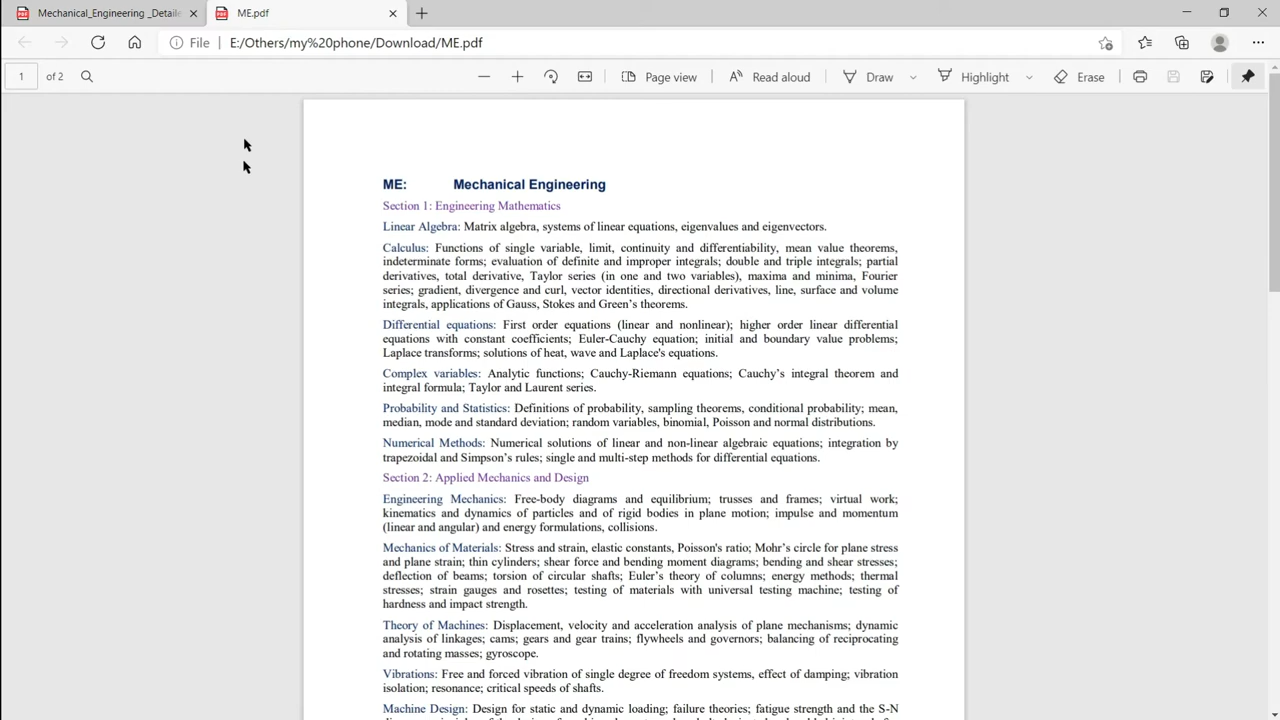 Mechanical_Engineering _Detaile
ME.pdf
File
E:/Others/my%20phone/Download/ME.pdf
1
of 2
Page view
Read aloud
Draw
Highlight
Erase
ME: Mechanical Engineering
Section 1: Engineering Mathematics
Linear Algebra: Matrix algebra, systems of linear equations, eigenvalues and eigenvectors.
Calculus: Functions of single variable, limit, continuity and differentiability, mean value theorems,
indeterminate forms; evaluation of definite and improper integrals; double and triple integrals; partial
derivatives, total derivative, Taylor series (in one and two variables), maxima and minima, Fourier
series; gradient, divergence and curl, vector identities, directional derivatives, line, surface and volume
integrals, applications of Gauss, Stokes and Green's theorems.
Differential equations: First order equations (linear and nonlinear); higher order linear differential
equations with constant coefficients; Euler-Cauchy equation; initial and boundary value problems;
Laplace transforms; solutions of heat, wave and Laplace's equations.
Complex variables: Analytic functions; Cauchy-Riemann equations; Cauchy's integral theorem and
integral formula; Taylor and Laurent series.
Probability and Statistics: Definitions of probability, sampling theorems, conditional probability; mean,
median, mode and standard deviation; random variables, binomial, Poisson and normal distributions.
Numerical Methods: Numerical solutions of linear and non-linear algebraic equations; integration by
trapezoidal and Simpson's rules; single and multi-step methods for differential equations.
Section 2: Applied Mechanics and Design
Engineering Mechanics: Free-body diagrams and equilibrium; trusses and frames; virtual work;
kinematics and dynamics of particles and of rigid bodies in plane motion; impulse and momentum
(linear and angular) and energy formulations, collisions.
Mechanics of Materials: Stress and strain, elastic constants, Poisson's ratio; Mohr's circle for plane stress
and plane strain; thin cylinders; shear force and bending moment diagrams; bending and shear stresses;
deflection of beams; torsion of circular shafts; Euler's theory of columns; energy methods; thermal
stresses; strain gauges and rosettes; testing of materials with universal testing machine; testing of
hardness and impact strength.
Theory of Machines: Displacement, velocity and acceleration analysis of plane mechanisms; dynamic
analysis of linkages; cams; gears and gear trains; flywheels and governors; balancing of reciprocating
and rotating masses; gyroscope.
Vibrations: Free and forced vibration of single degree of freedom systems, effect of damping; vibration
isolation; resonance; critical speeds of shafts.
Machine Design: Design for static and dynamic loading; failure theories; fatigue strength and the S-N